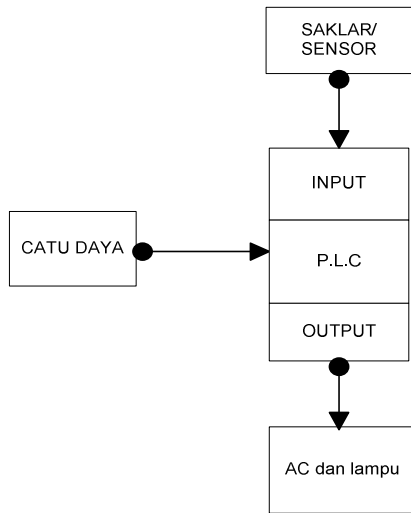 SAKLAR/
SENSOR
INPUT
CATU DAYA
P.L.C
OUTPUT
AC dan lampu